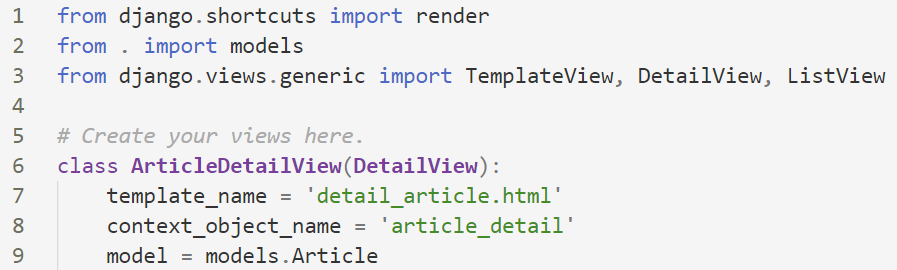 1 from django.shortcuts import render
2 from . import models
3 from django.views.generic import TemplateView, DetailView, ListView
4
5 # Create your views here.
6 class ArticleDetailView(DetailView):
7     template_name = 'detail_article.html'
8     context_object_name = 'article_detail'
9     model = models.Article